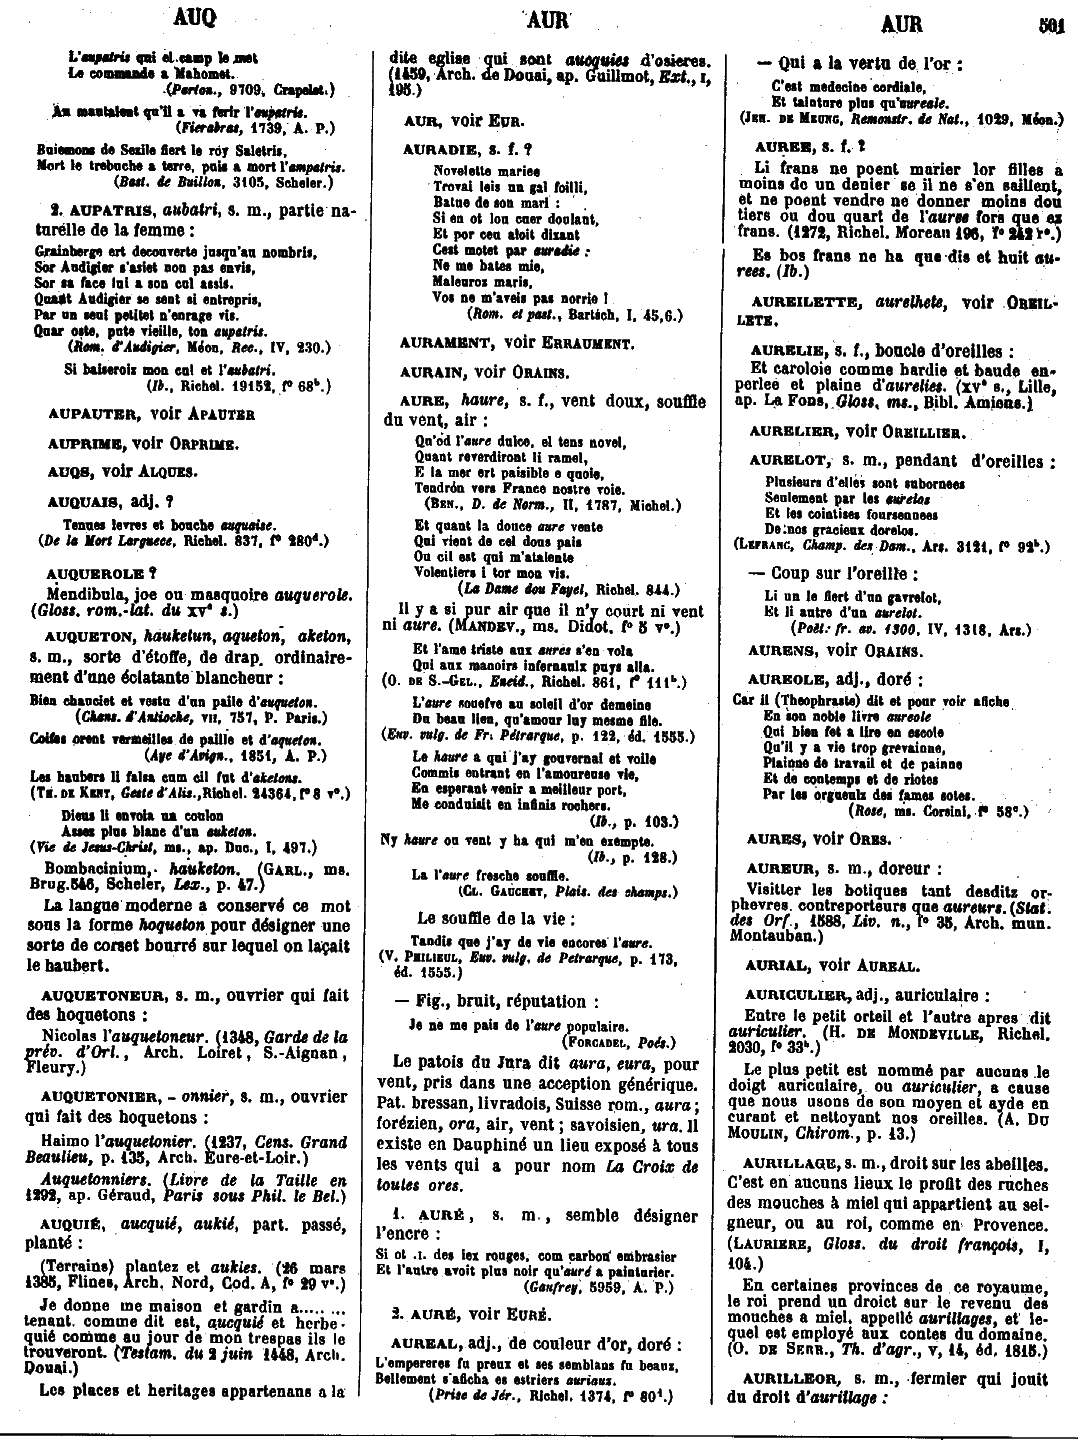 AUQ
AUR
AUR
501
L'aupatris qui el camp le met
Le commande a Mahomet.
(Parton., 9709, Crapelet.)
An mantalent qu'il a va ferir l'aupatris.
(Fierabras, 1739, A. P.)
Buiemons de Sezile fiert le roy Saletris,
Mort le trebuche a terre, puis a mort l'ampatris.
(Bast. de Buillon, 3105, Scheler.)
2. AUPATRIS, aubatri, s. m., partie na-
turelle de la femme :
Grainberge ert decouverte jusqu'au nombris,
Sor Audigier s'asiet non pas envis,
Sor sa face lui a son cul assis.
Quant Audigier se sent si entrepris,
Par un seul petitet n'enrage vis.
Quar oste, pute vieille, ton aupatris.
(Rom. d'Audigier, Méon, Rec., IV, 230.)
Si baiseroiz mon cul et l'aubatri.
(Ib., Richel. 19152, f° 68b.)
AUPAUTER, voir APAUTER
AUPRIME, voir ORPRIME.
AUQS, voir ALQUES.
AUQUAIS, adj. ?
Tennes levres et bouche auquaise.
(De la Mort Larguece, Richel. 837, f° 280d.)
AUQUEROLE ?
Mendibula, joe ou masquoire auquerole.
(Gloss. rom.-lat. du xve s.)
AUQUETON, hauketun, aqueton, aketon,
s. m., sorte d'étoffe, de drap, ordinaire-
ment d'une éclatante blancheur :
Bien chanciet et vestu d'un paile d'auqueton.
(Chans. d'Antioche, VII, 757, P. Paris.)
Coifes orent vermeilles de pailie et d'aqueton.
(Aye d'Avign., 1851, A. P.)
Les haubers li falsa cum cil fut d'aketons.
(TH. DE KENT, Geste d'Alis., Richel. 24364, f° 8 v°.)
Dieus li envoia un coulon
Assez plus blanc d'un auketon.
(Vie de Jesus-Christ, ms., ap. Duc., I, 497.)
Bombacinium, hauketon. (GARL., ms.
Brug. 546, Scheler, Lex., p. 47.)
La langue moderne a conservé ce mot
sous la forme hoqueton pour désigner une
sorte de corset bourré sur lequel on laçait
le haubert.
AUQUETONEUR, s. m., ouvrier qui fait
des hoquetons :
Nicolas l'auquetoneur. (1348, Garde de la
prév. d'Orl., Arch. Loiret, S.-Aignan,
Fleury.)
AUQUETONIER, - onnier, s. m., ouvrier
qui fait des hoquetons :
Haimo l'auquetonier. (1237, Cens. Grand
Beaulieu, p. 135, Arch. Eure-et-Loir.)
Auquetonniers. (Livre de la Taille en
1292, ap. Géraud, Paris sous Phil. le Bel.)
AUQUIÉ, aucquié, aukié, part. passé,
planté :
(Terrains) plantez et aukies. (26 mars
1385, Flines, Arch. Nord, Cod. A, f° 29 v°.)
Je donne me maison et gardin a........
tenant, comme dit est, aucquié et herbe-
quié comme au jour de mon trespas ils le
trouveront. (Testam. du 2 juin 1448, Arch.
Douai.)
Les places et heritages appartenans a la
dite eglise qui sont auoquies d'osieres.
(1459, Arch. de Douai, ap. Guillmot, Ext., I,
195.)
AUR, voir EUR.
AURADIE, s. f. ?
Novelette mariee
Trovai leis un gal foilli,
Batue de son mari :
Si en ot lou cuer doulant,
Et por ceu aloit dixant
Cest motet par auradie :
Ne me bates mie,
Maleuroz maris,
Vos ne m'aveis pas norrie !
(Rom. et past., Bartsch, I, 45,6.)
AURAMENT, voir ERRAUMENT.
AURAIN, voir ORAINS.
AURE, haure, s. f., vent doux, souffle
du vent, air :
Qu'od l'aure dulce, el tens novel,
Quant reverdiront li ramel,
E la mer ert paisible e quoie,
Tendrón vers France nostre voie.
(BEN., D. de Norm., II, 1787, Michel.)
Et quant la douce aure vente
Qui vient de cel dous pais
Ou cil est qui m'atalente
Volentiers i tor mon vis.
(La Dame dou Fayel, Richel. 844.)
Il y a si pur air que il n'y court ni vent
ni aure. (MANDEV., ms. Didot, f° 5 v°.)
Et l'ame triste aux aures s'en vola
Qui aux manoirs infernaulx puys alla.
(O. DE S.-GEL., Eneid., Richel. 861, f° 111b.)
L'aure souefve au soleil d'or demeine
Du beau lien, qu'amour luy mesme file.
(Euv. vulg. de Fr. Pétrarque, p. 122, éd. 1555.)
Le haure a qui j'ay gouvernal et voile
Commis entrant en l'amoureuse vie,
En esperant venir a meilleur port,
Me conduisit en infinis rochers.
(Ib., p. 103.)
Ny haure ou vent y ha qui m'en exempte.
(Ib., p. 128.)
La l'aure fresche souffle.
(CL. GAUCHET, Plais. des champs.)
Le souffle de la vie :
Tandis que j'ay de vie encores l'aure.
(V. PHILIEUL, Euv. vulg. de Petrarque, p. 173,
éd. 1555.)
— Fig., bruit, réputation :
Je ne me pais de l'aure populaire.
(FORCADEL, Poés.)
Le patois du Jura dit aura, eura, pour
vent, pris dans une acception générique.
Pat. bressan, livradois, Suisse rom., aura ;
forézien, ora, air, vent ; savoisien, ura. Il
existe en Dauphiné un lieu exposé à tous
les vents qui a pour nom La Croix de
toutes ores.
1. AURÉ, s. m., semble désigner
l'encre :
Si ot .I. des lez rouges, com carbon embrasier
Et l'autre avoit plus noir qu'auré a painturier.
(Gaufrey, 5959, A. P.)
2. AURÉ, voir EURÉ.
AUREAL, adj., de couleur d'or, doré :
L'empereres fu preux et ses semblans fu beaux,
Bellement s'aficha es estriers auriaux.
(Prise de Jér., Richel. 1374, f° 80d.)
— Qui a la vertu de l'or :
C'est medecine cordiale,
Et tainture plus qu'aureale.
(JEH. DE MEUNG, Remonstr. de Nat., 1029, Méon.)
AUREE, s. f. ?
Li frans ne poent marier lor filles a
moins de un denier se il ne s'en saillent,
et ne poent vendre ne donner moins dou
tiers ou dou quart de l'auree fors que ez
frans. (1272, Richel. Moreau 196, f° 242 r°.)
Es bos frans ne ha que dis et huit au-
rees. (Ib.)
AUREILETTE, aurelhete, voir OREIL-
LETE.
AURELIE, s. f., boucle d'oreilles :
Et caroloie comme hardie et baude en-
perlee et plaine d'aurelies. (xve s., Lille,
ap. La Fons, Gloss. ms., Bibl. Amiens.)
AURELIER, voir OREILLIER.
AURELOT, s. m., pendant d'oreilles :
Plusieurs d'elles sont subornees
Seulement par les aurelos
Et les cointises foursennees
De nos gracieux dorelos.
(LEFRANC, Champ. des Dam., Ars. 3121, f° 92b.)
— Coup sur l'oreille :
Li un le fiert d'un gavrelot,
Et li autre d'un aurelot.
(Poët. fr. av. 1300, IV, 1318, Ars.)
AURENS, voir ORAINS.
AUREOLE, adj., doré :
Car il (Theophraste) dit et pour voir afiche
En son noble livre aureole
Qui bien fet a lire en escole
Qu'il y a vie trop grevainne,
Plainne de travail et de painne
Et de contemps et de riotes
Par les orgueulz des fames sotes.
(Rose, ms. Corsini, f° 58c.)
AURES, voir ORES.
AUREUR, s. m., doreur :
Visitter les botiques tant desditz or-
phevres, contreporteurs que aureurs. (Stat.
des Orf., 1588, Liv. n., f° 35, Arch. mun.
Montauban.)
AURIAL, voir AUREAL.
AURICULIER, adj., auriculaire :
Entre le petit orteil et l'autre apres dit
auriculier. (H. DE MONDEVILLE, Richel.
2030, f° 33b.)
Le plus petit est nommé par aucuns le
doigt auriculaire, ou auriculier, a cause
que nous usons de son moyen et ayde en
curant et nettoyant nos oreilles. (A. DU
MOULIN, Chirom., p. 13.)
AURILLAGE, s. m., droit sur les abeilles.
C'est en aucuns lieux le profit des rûches
des mouches à miel qui appartient au sei-
gneur, ou au roi, comme en Provence.
(LAURIERE, Gloss. du droit françois, I,
104.)
En certaines provinces de ce royaume,
le roi prend un droict sur le revenu des
mouches a miel, appellé aurillages, et le-
quel est employé aux contes du domaine.
(O. DE SERR., Th. d'agr., V, 14, éd. 1815.)
AURILLEOR, s. m., fermier qui jouit
du droit d'aurillage :